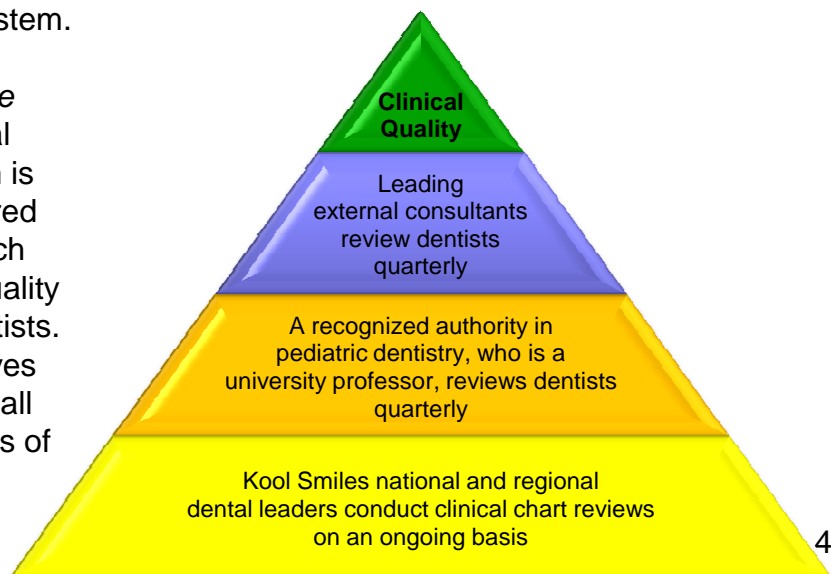 stem.
e
al
n is
ed
ch
uality
tists.
ves
all
s of
Clinical
Quality
Leading
external consultants
review dentists
quarterly
A recognized authority in
pediatric dentistry, who is a
university professor, reviews dentists
quarterly
Kool Smiles national and regional
dental leaders conduct clinical chart reviews
on an ongoing basis
4